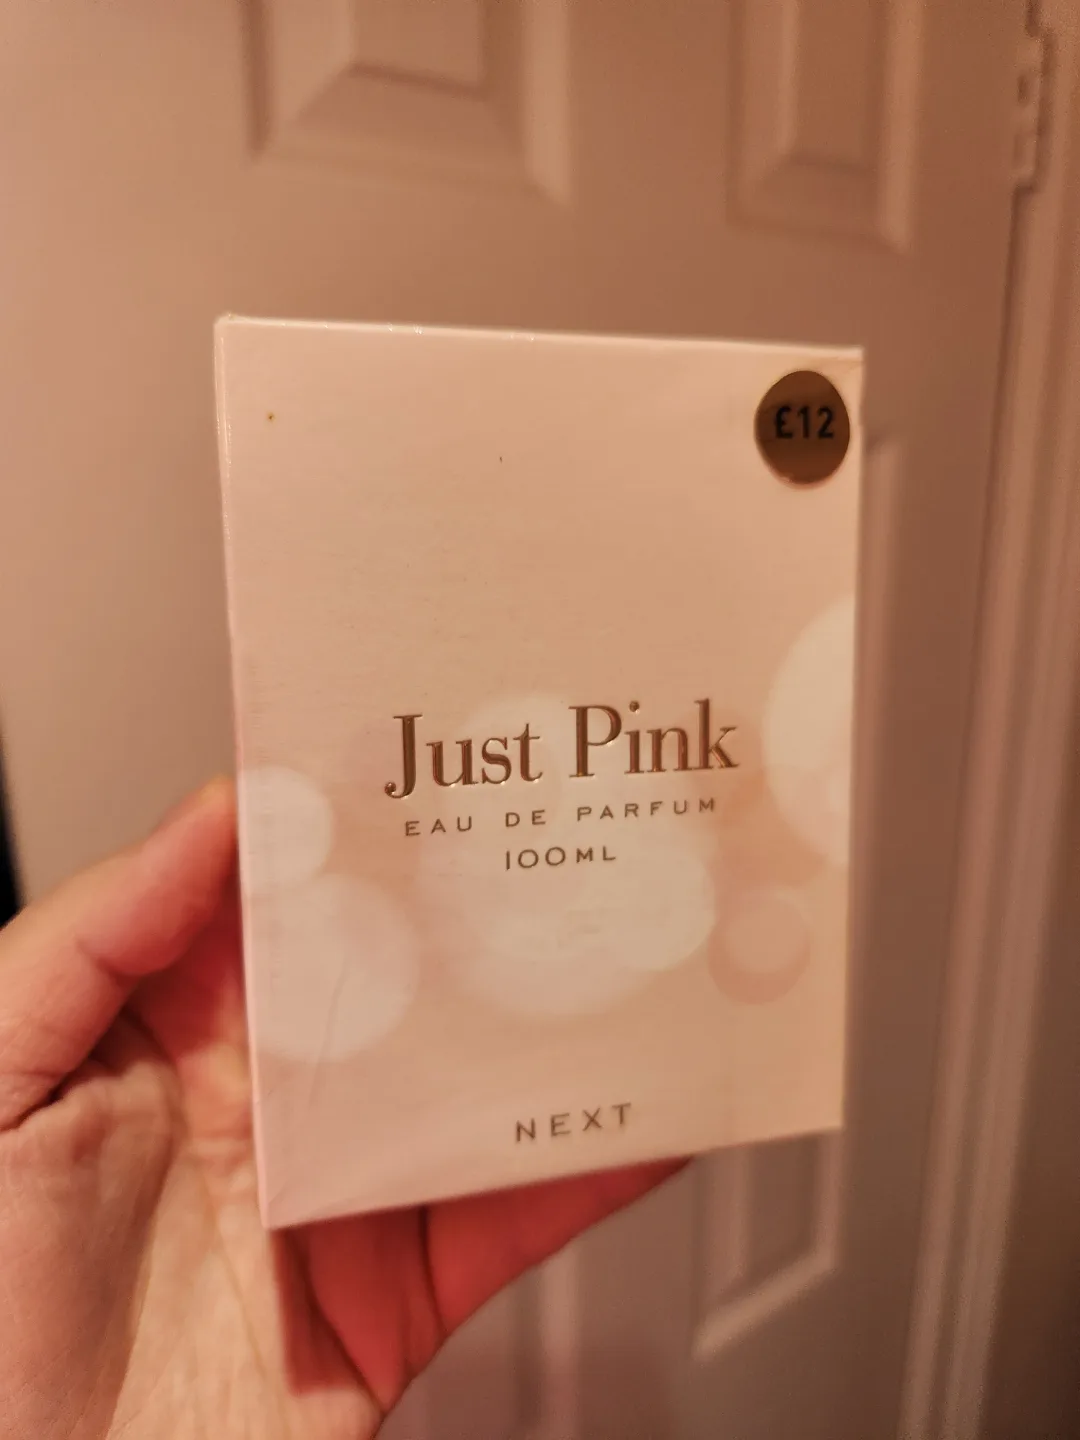 £12
Just Pink
EAU DE PARFUM
100ML
NEXT